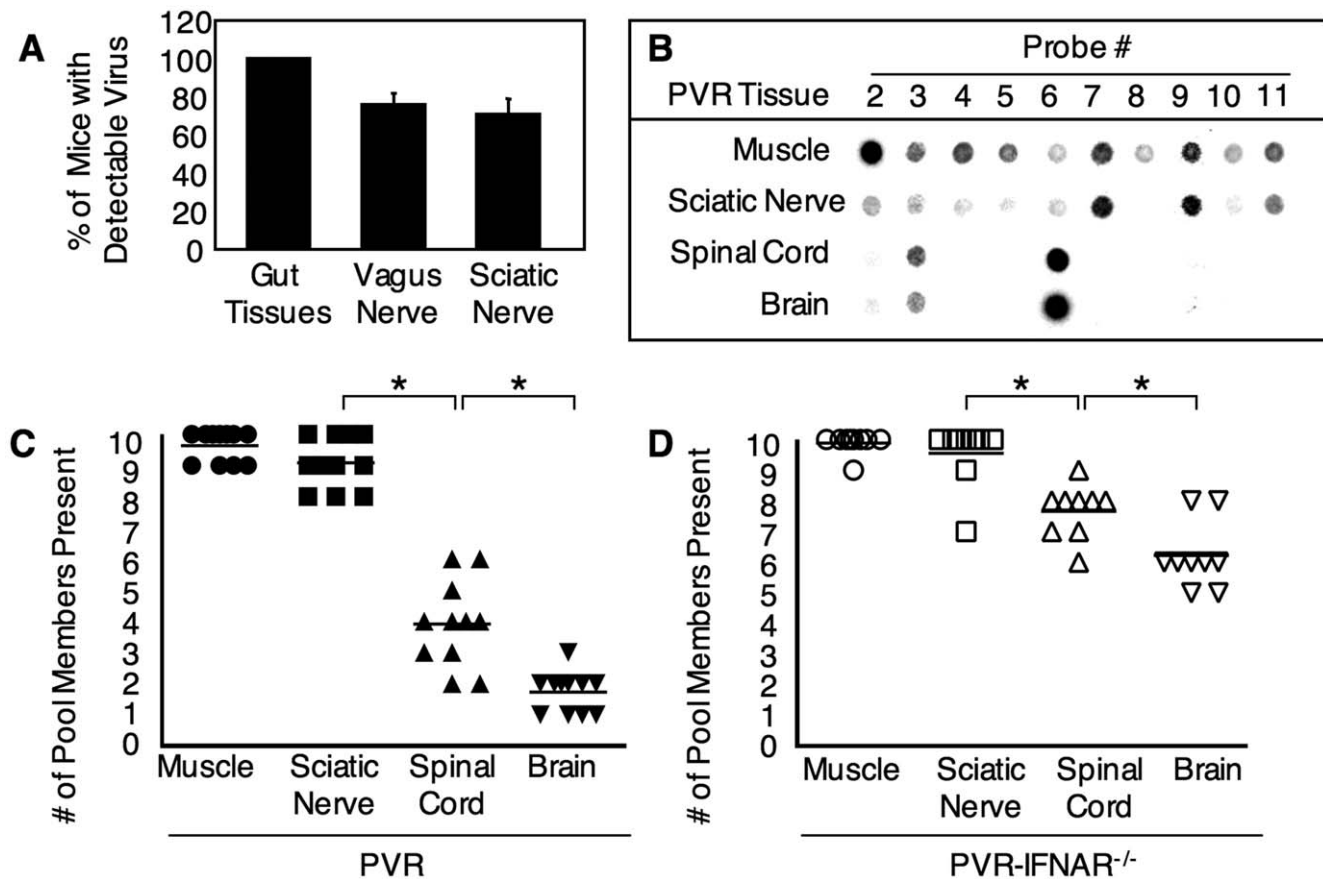 A
% of Mice with
Detectable Virus
120
100
80
60
40
20
0
Gut
Tissues
Vagus
Nerve
Sciatic
Nerve
B
Probe #
PVR Tissue 2 3 4 5 6 7 8 9 10 11
Muscle
Sciatic Nerve
Spinal Cord
Brain
C
# of Pool Members Present
10
9
8
7
6
5
4
3
2
1
0
* *
Muscle
Sciatic
Nerve
Spinal
Cord
Brain
PVR
D
# of Pool Members Present
10
9
8
7
6
5
4
3
2
1
0
* *
Muscle
Sciatic
Nerve
Spinal
Cord
Brain
PVR-IFNAR-/-